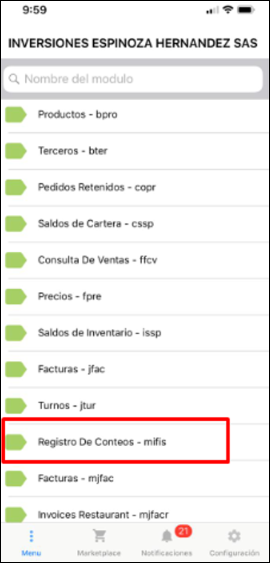 9:59
INVERSIONES ESPINOZA HERNANDEZ SAS
Nombre del modulo
Productos - bpro
Terceros - bter
Pedidos Retenidos - copr
Saldos de Cartera - cssp
Consulta De Ventas - ffcv
Precios - fpre
Saldos de Inventario - issp
Facturas - jfac
Turnos - jtur
Registro De Conteos - mifis
Facturas - mjfac
Invoices Restaurant - mjfacr
21
Menu Marketplace Notificaciones Configuración